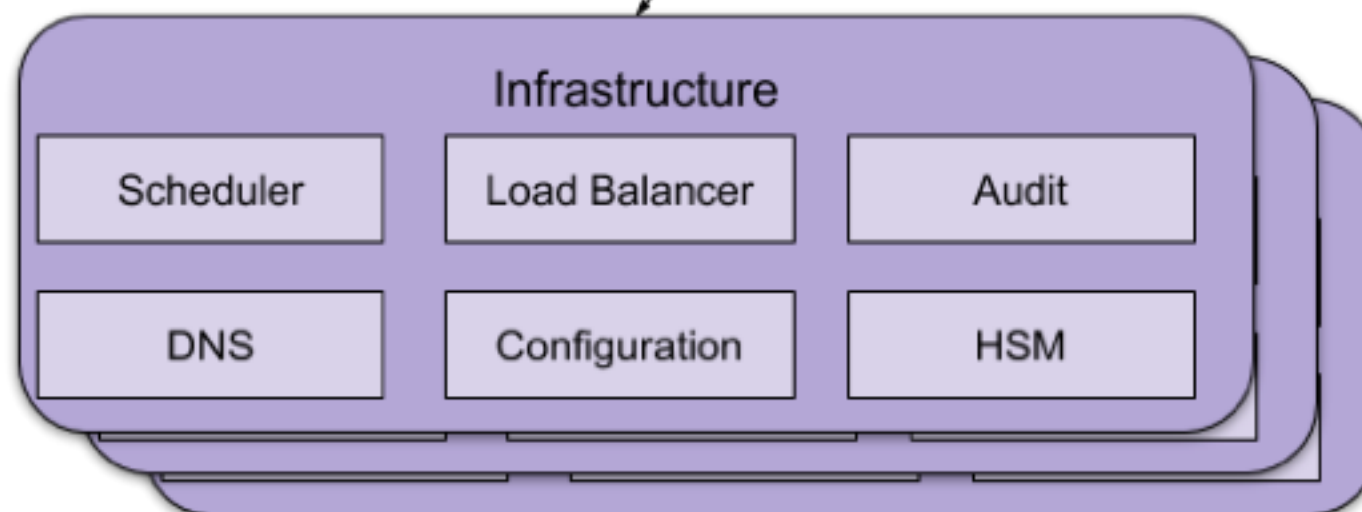 Infrastructure
Scheduler
Load Balancer
Audit
DNS
Configuration
HSM